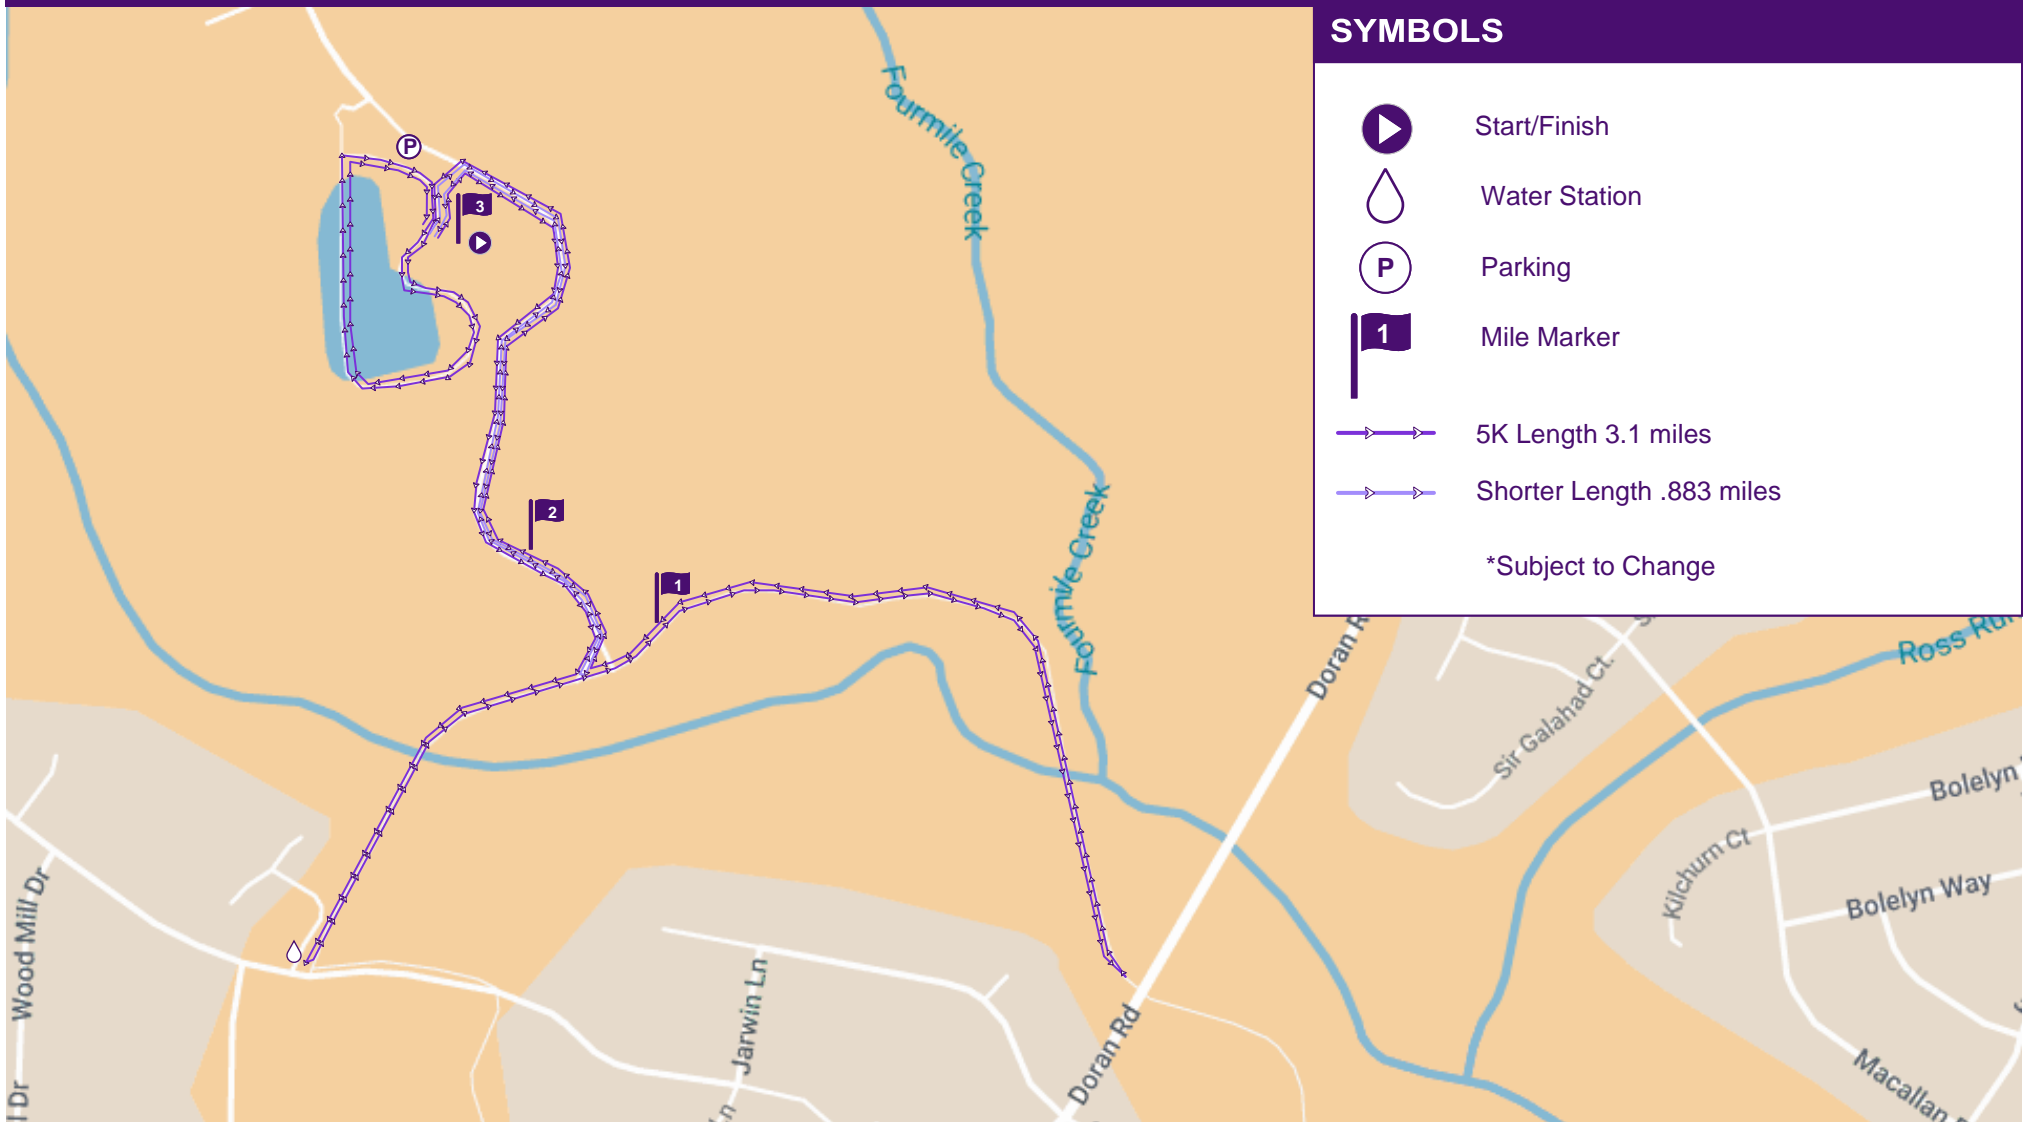 SYMBOLS
Start/Finish
Water Station
P
Parking
1
Mile Marker
5K Length 3.1 miles
Shorter Length .883 miles
*Subject to Change
Fourmile Creek
P
3
2
1
Fourmile Creek
Doran
Ross Run
Sir Galahad Ct.
Bolelyn
Kilchurn Ct
Bolelyn Way
Wood Mill Dr
Jarwin Ln
Doran Rd
Macallan
Dr
Ln